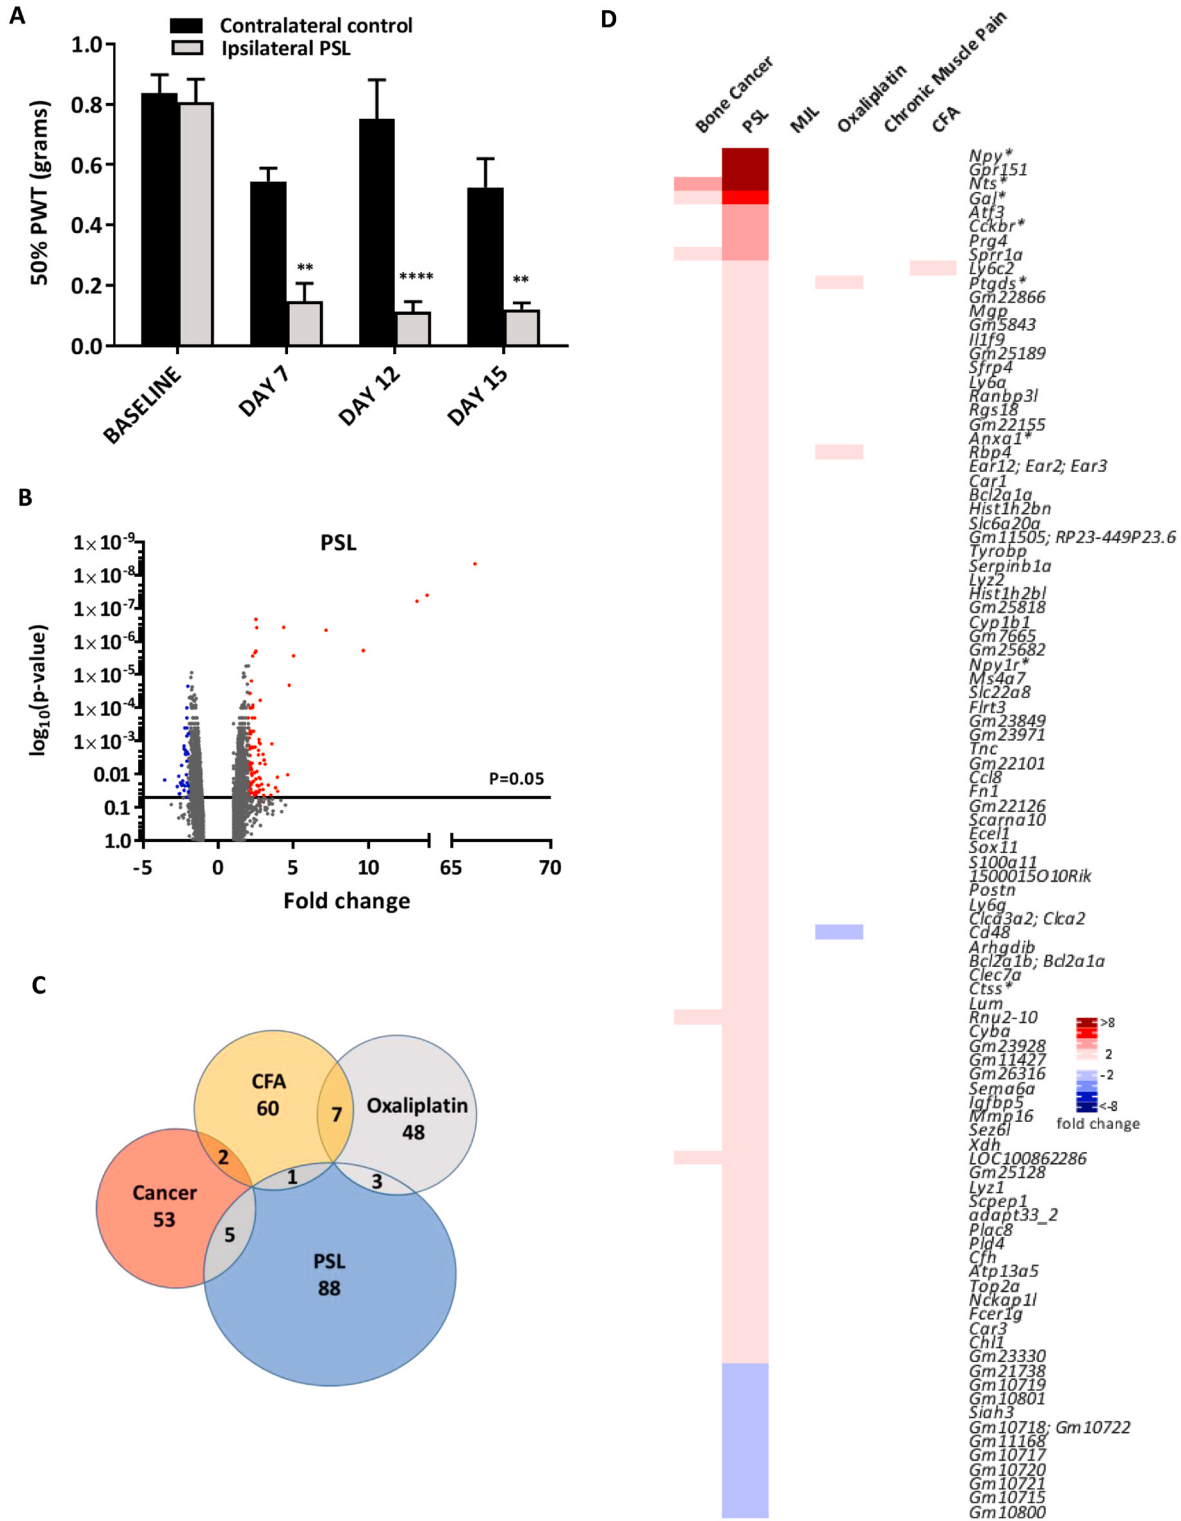 A
Contralateral control
Ipsilateral PSL
50% PWT (grams)
1.0
0.8
0.6
0.4
0.2
0.0
**
****
**
BASELINE
DAY 7
DAY 12
DAY 15
B
PSL
log10(p-value)
1×10-9
1×10-8
1×10-7
1×10-6
1×10-5
1×10-4
1×10-3
0.01
0.1
1.0
P=0.05
-5
0
5
10
65
70
Fold change
C
CFA
60
7
Oxaliplatin
48
2
1
3
Cancer
53
5
PSL
88
D
Bone Cancer
PSL
MJL
Oxaliplatin
Chronic Muscle Pain
CFA
Npy*
Gpr151
Nts*
Gal*
Atf3
Cckbr*
Prg4
Sprr1a
Ly6c2
Ptgds*
Gm22866
Mgp
Gm5843
Il1f9
Gm25189
Sfrp4
Ly6a
Ranbp3l
Rgs18
Gm22155
Anxa1*
Rbp4
Ear12; Ear2; Ear3
Car1
Bcl2a1a
Hist1h2bn
Slc6a20a
Gm11505; RP23-449P23.6
Tyrobp
Serpinb1a
Lyz2
Hist1h2bl
Gm25818
Cyp1b1
Gm7665
Gm25682
Npy1r*
Ms4a7
Slc22a8
Flrt3
Gm23849
Gm23971
Tnc
Gm22101
Ccl8
Fn1
Gm22126
Scarna10
Ecel1
Sox11
S100a11
1500015O10Rik
Postn
Ly6g
Clca3a2; Clca2
Cd48
Arhgdib
Bcl2a1b; Bcl2a1a
Clec7a
Ctss*
Lum
Rnu2-10
Cyba
Gm23928
Gm11427
Gm26316
Sema6a
Igfbp5
Mmp16
Sez6l
Xdh
LOC100862286
Gm25128
Lyz1
Scpep1
adapt33_2
Plac8
Pld4
Cfh
Atp13a5
Top2a
Nckap1l
Fcer1g
Car3
Chl1
Gm23330
Gm21738
Gm10719
Gm10801
Siah3
Gm10718; Gm10722
Gm11168
Gm10717
Gm10720
Gm10721
Gm10715
Gm10800
>8
2
-2
<-8
fold change